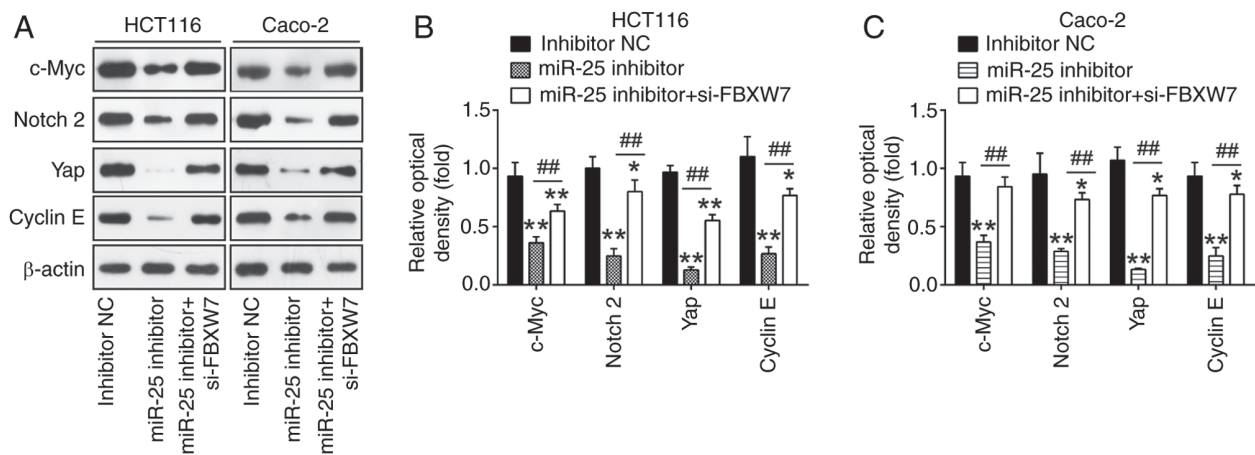 A
HCT116
Caco-2
c-Myc
Notch 2
Yap
Cyclin E
β-actin
Inhibitor NC
miR-25 inhibitor
miR-25 inhibitor+
si-FBXW7
Inhibitor NC
miR-25 inhibitor
miR-25 inhibitor+
si-FBXW7
B
HCT116
Inhibitor NC
miR-25 inhibitor
miR-25 inhibitor+si-FBXW7
Relative optical
density (fold)
1.5
1.0
0.5
0.0
** ## **
** ## *
** ## **
** ## *
c-Myc
Notch 2
Yap
Cyclin E
C
Caco-2
Inhibitor NC
miR-25 inhibitor
miR-25 inhibitor+si-FBXW7
Relative optical
density (fold)
1.5
1.0
0.5
0.0
** ##
** ## *
** ## *
** ## *
c-Myc
Notch 2
Yap
Cyclin E